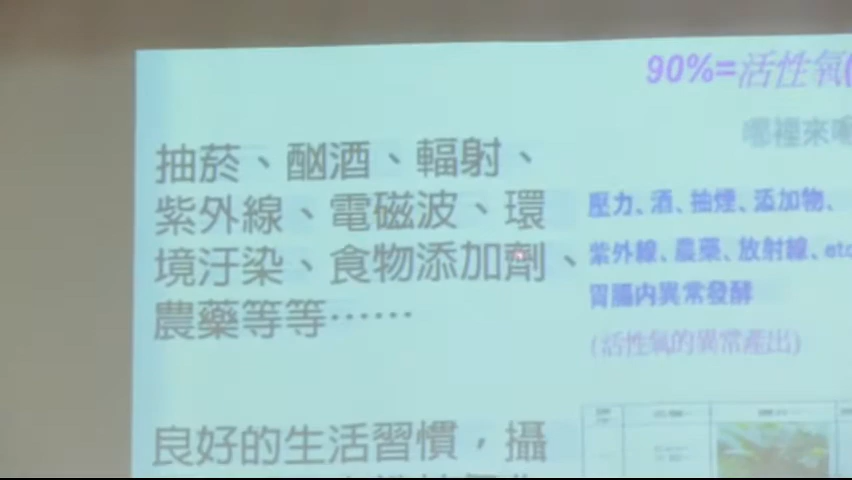 90%=活性氧(
哪裡來
抽菸、酗酒、輻射、
紫外線、電磁波、環
境汙染、食物添加劑、
農藥等等……
壓力、酒、抽煙、添加物、
紫外線、農藥、放射線、etc
胃腸內異常發酵
(活性氧的異常產出)
良好的生活習慣，攝